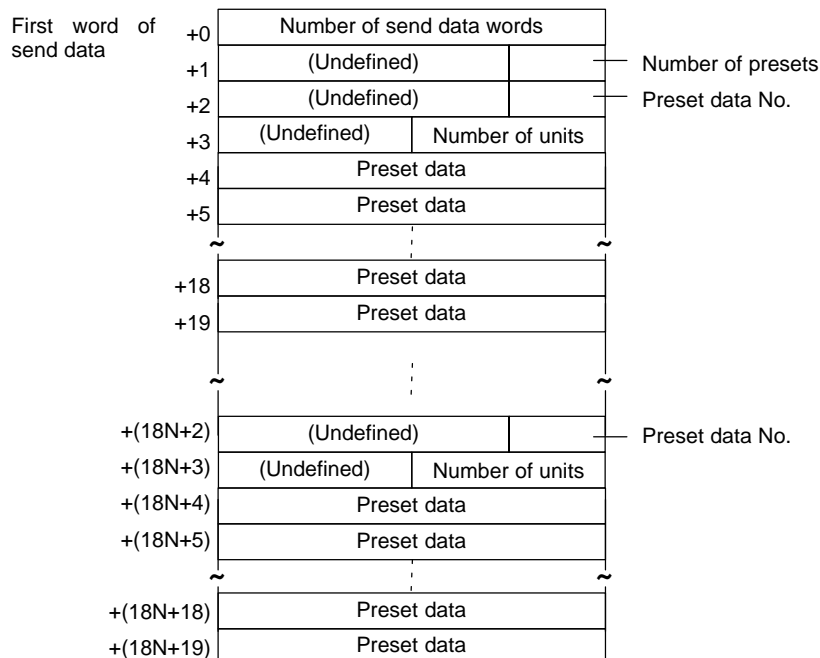 First word of send data
+0 Number of send data words
+1 (Undefined) Number of presets
+2 (Undefined) Preset data No.
+3 (Undefined) Number of units
+4 Preset data
+5 Preset data
~ ~
+18 Preset data
+19 Preset data
~ ~
+(18N+2) (Undefined) Preset data No.
+(18N+3) (Undefined) Number of units
+(18N+4) Preset data
+(18N+5) Preset data
~ ~
+(18N+18) Preset data
+(18N+19) Preset data